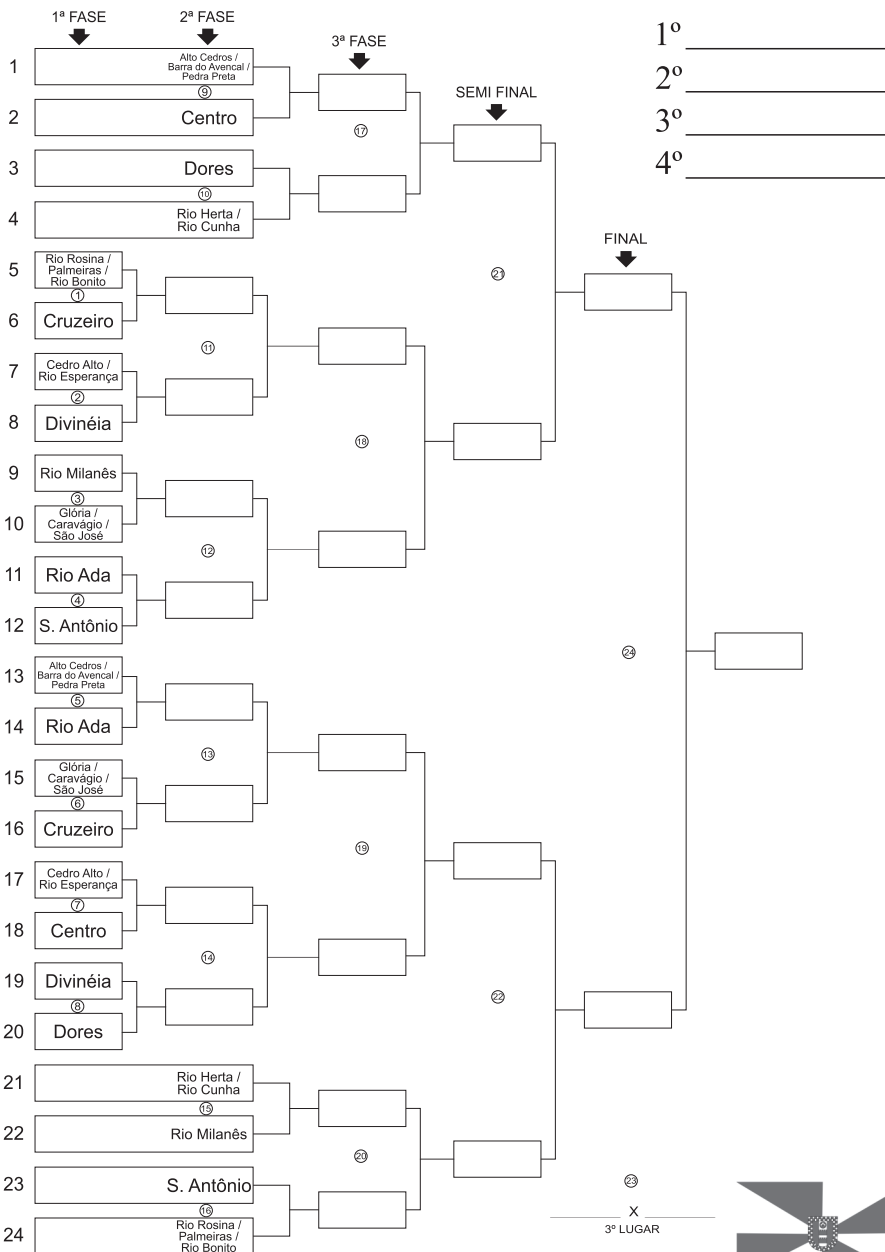 1ª FASE
2ª FASE
3ª FASE
SEMI FINAL
FINAL
1º
2º
3º
4º
1
Alto Cedros /
Barra do Avencal /
Pedra Preta
9
2
Centro
17
3
Dores
10
4
Rio Herta /
Rio Cunha
21
5
Rio Rosina /
Palmeiras /
Rio Bonito
1
6
Cruzeiro
11
7
Cedro Alto /
Rio Esperança
2
8
Divinéia
18
9
Rio Milanês
3
10
Glória /
Caravágio /
São José
12
11
Rio Ada
4
12
S. Antônio
24
13
Alto Cedros /
Barra do Avencal /
Pedra Preta
5
14
Rio Ada
13
15
Glória /
Caravágio /
São José
6
16
Cruzeiro
19
17
Cedro Alto /
Rio Esperança
7
18
Centro
14
19
Divinéia
8
20
Dores
22
21
Rio Herta /
Rio Cunha
15
22
Rio Milanês
20
23
S. Antônio
16
24
Rio Rosina /
Palmeiras /
Rio Bonito
23
X
3º LUGAR